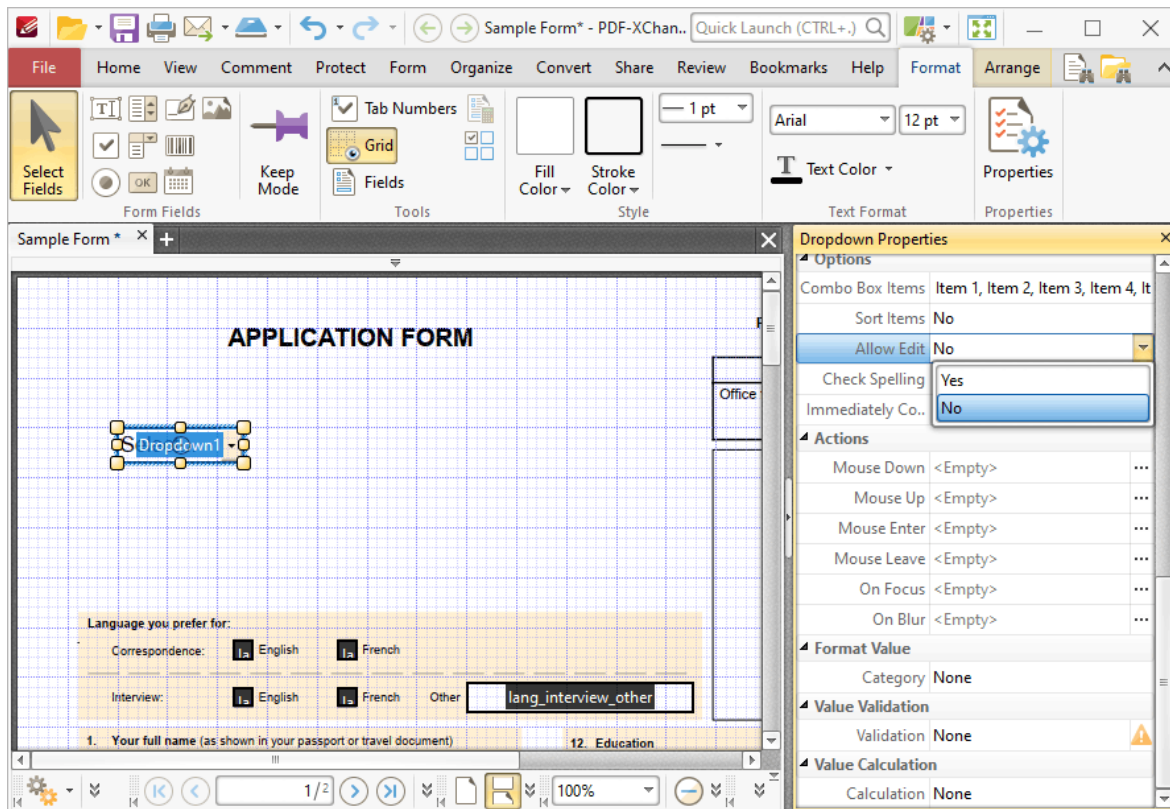 Sample Form* - PDF-XChan..
Quick Launch (CTRL+.)
File Home View Comment Protect Form Organize Convert Share Review Bookmarks Help Format Arrange
Select Fields
OK
Form Fields
Keep Mode
Tab Numbers
Grid
Fields
Tools
Fill Color
Stroke Color
1 pt
Style
Arial 12 pt
T Text Color
Text Format
Properties
Properties
Sample Form *
APPLICATION FORM
Office
Dropdown1
Language you prefer for:
Correspondence: English French
Interview: English French Other lang_interview_other
1. Your full name (as shown in your passport or travel document)
12. Education
1/2
100%
Dropdown Properties
Options
Combo Box Items Item 1, Item 2, Item 3, Item 4, It
Sort Items No
Allow Edit No
Yes
No
Check Spelling
Immediately Co..
Actions
Mouse Down <Empty> ...
Mouse Up <Empty> ...
Mouse Enter <Empty> ...
Mouse Leave <Empty> ...
On Focus <Empty> ...
On Blur <Empty> ...
Format Value
Category None
Value Validation
Validation None
Value Calculation
Calculation None